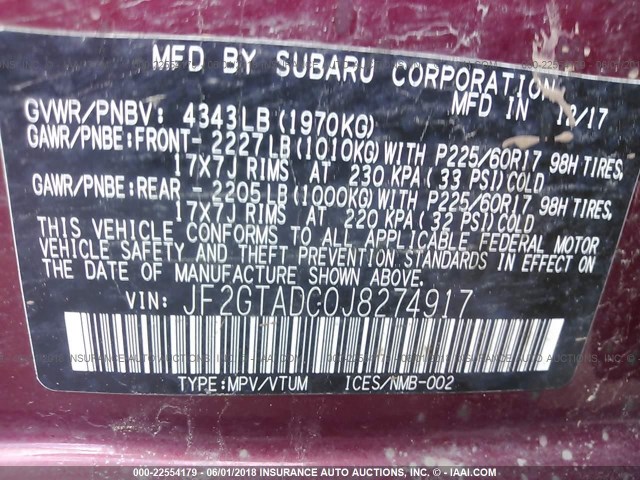 MFD BY SUBARU CORPORATION
MFD IN 12/17
GVWR/PNBV: 4343LB (1970KG)
GAWR/PNBE:FRONT- 2227LB (1010KG) WITH P225/60R17 98H TIRES,
17X7J RIMS AT 230 KPA (33 PSI) COLD
GAWR/PNBE:REAR - 2205LB (1000KG) WITH P225/60R17 98H TIRES,
17X7J RIMS AT 220 KPA (32 PSI) COLD
THIS VEHICLE CONFORMS TO ALL APPLICABLE FEDERAL MOTOR
VEHICLE SAFETY AND THEFT PREVENTION STANDARDS IN EFFECT ON
THE DATE OF MANUFACTURE SHOWN ABOVE.
VIN: JF2GTADC0J8274917
TYPE:MPV/VTUM ICES/NMB-002
000-22554179 - 06/01/2018 INSURANCE AUTO AUCTIONS, INC. - © - IAAI.COM